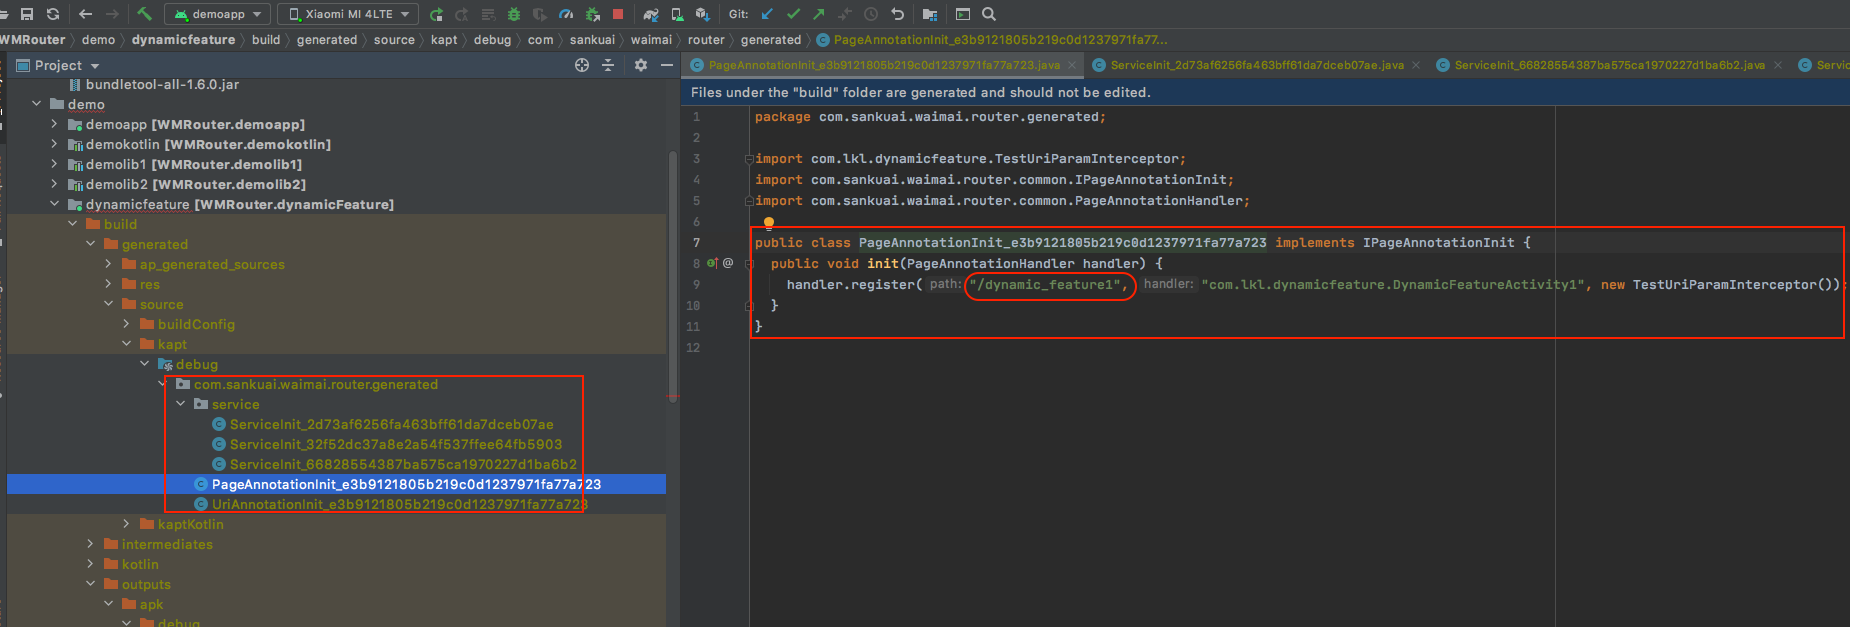 demoapp
Xiaomi MI 4LTE
Git:
WMRouter demo dynamicfeature build generated source kapt debug com sankuai waimai router generated PageAnnotationInit_e3b9121805b219c0d1237971fa77...
Project
PageAnnotationInit_e3b9121805b219c0d1237971fa77a723.java
ServiceInit_2d73af6256fa463bff61da7dceb07ae.java
ServiceInit_66828554387ba575ca1970227d1ba6b2.java
Servic
bundletool-all-1.6.0.jar
demo
demoapp [WMRouter.demoapp]
demokotlin [WMRouter.demokotlin]
demolib1 [WMRouter.demolib1]
demolib2 [WMRouter.demolib2]
dynamicfeature [WMRouter.dynamicFeature]
build
generated
ap_generated_sources
res
source
buildConfig
kapt
debug
com.sankuai.waimai.router.generated
service
ServiceInit_2d73af6256fa463bff61da7dceb07ae
ServiceInit_32f52dc37a8e2a54f537ffee64fb5903
ServiceInit_66828554387ba575ca1970227d1ba6b2
PageAnnotationInit_e3b9121805b219c0d1237971fa77a723
UriAnnotationInit_e3b9121805b219c0d1237971fa77a723
kaptKotlin
intermediates
kotlin
outputs
apk
debug
Files under the "build" folder are generated and should not be edited.
1 package com.sankuai.waimai.router.generated;
2
3 import com.lkl.dynamicfeature.TestUriParamInterceptor;
4 import com.sankuai.waimai.router.common.IPageAnnotationInit;
5 import com.sankuai.waimai.router.common.PageAnnotationHandler;
6
7 public class PageAnnotationInit_e3b9121805b219c0d1237971fa77a723 implements IPageAnnotationInit {
8 @ public void init(PageAnnotationHandler handler) {
9 handler.register( path: "/dynamic_feature1", handler: "com.lkl.dynamicfeature.DynamicFeatureActivity1", new TestUriParamInterceptor());
10 }
11 }
12